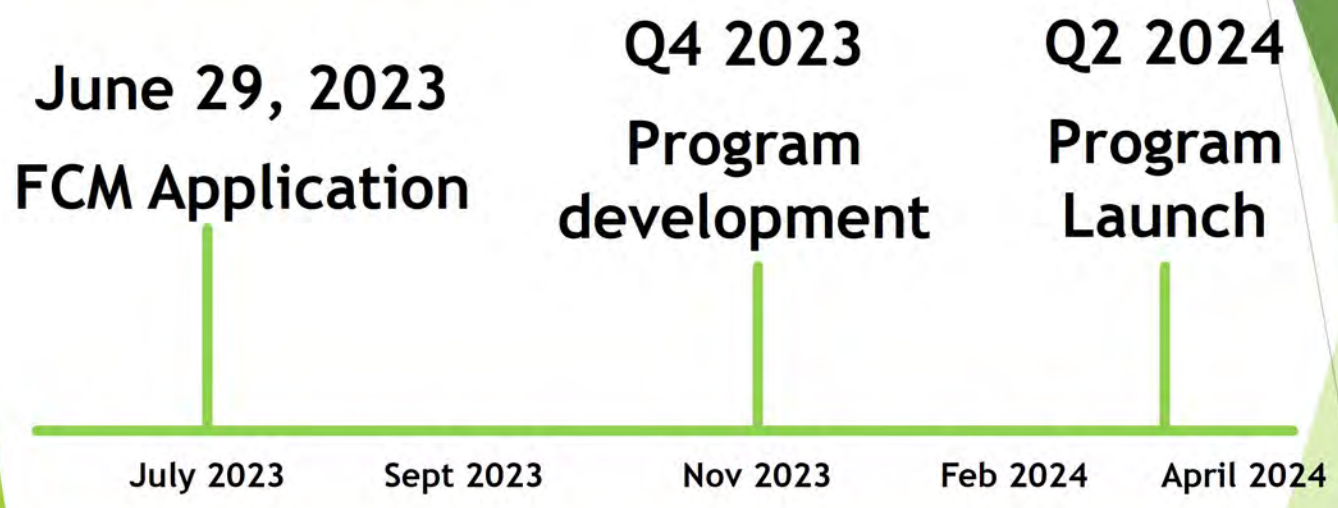 June 29, 2023
FCM Application
Q4 2023
Program
development
Q2 2024
Program
Launch
July 2023
Sept 2023
Nov 2023
Feb 2024
April 2024